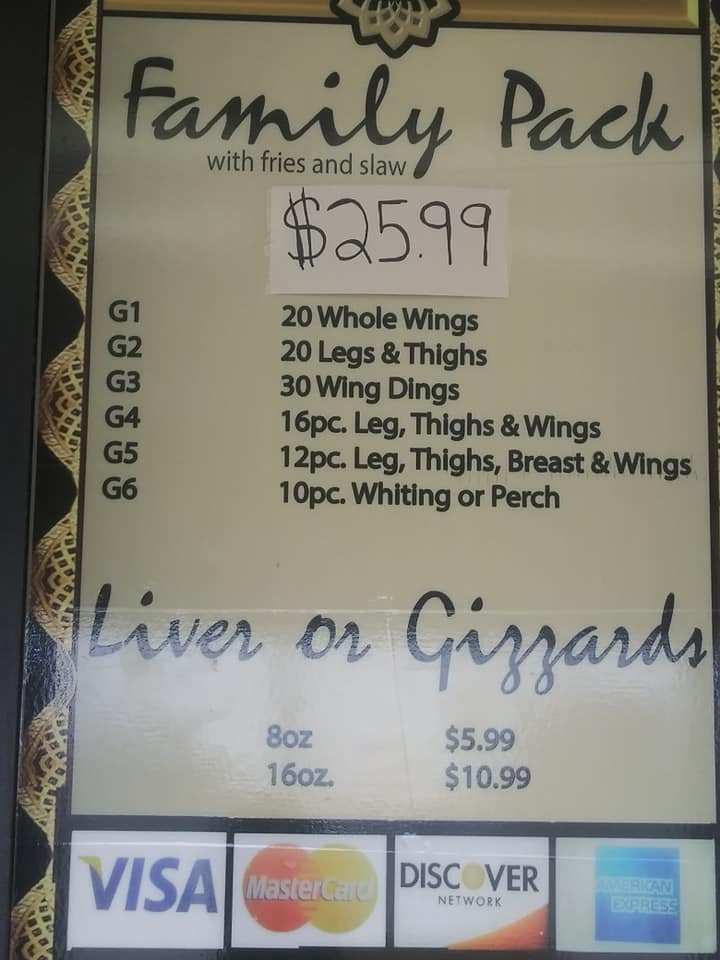 Family Pack
with fries and slaw
$25.99
G1 20 Whole Wings
G2 20 Legs & Thighs
G3 30 Wing Dings
G4 16pc. Leg, Thighs & Wings
G5 12pc. Leg, Thighs, Breast & Wings
G6 10pc. Whiting or Perch
Liver or Gizzards
8oz $5.99
16oz. $10.99
VISA MasterCard DISCOVER NETWORK AMERICAN EXPRESS